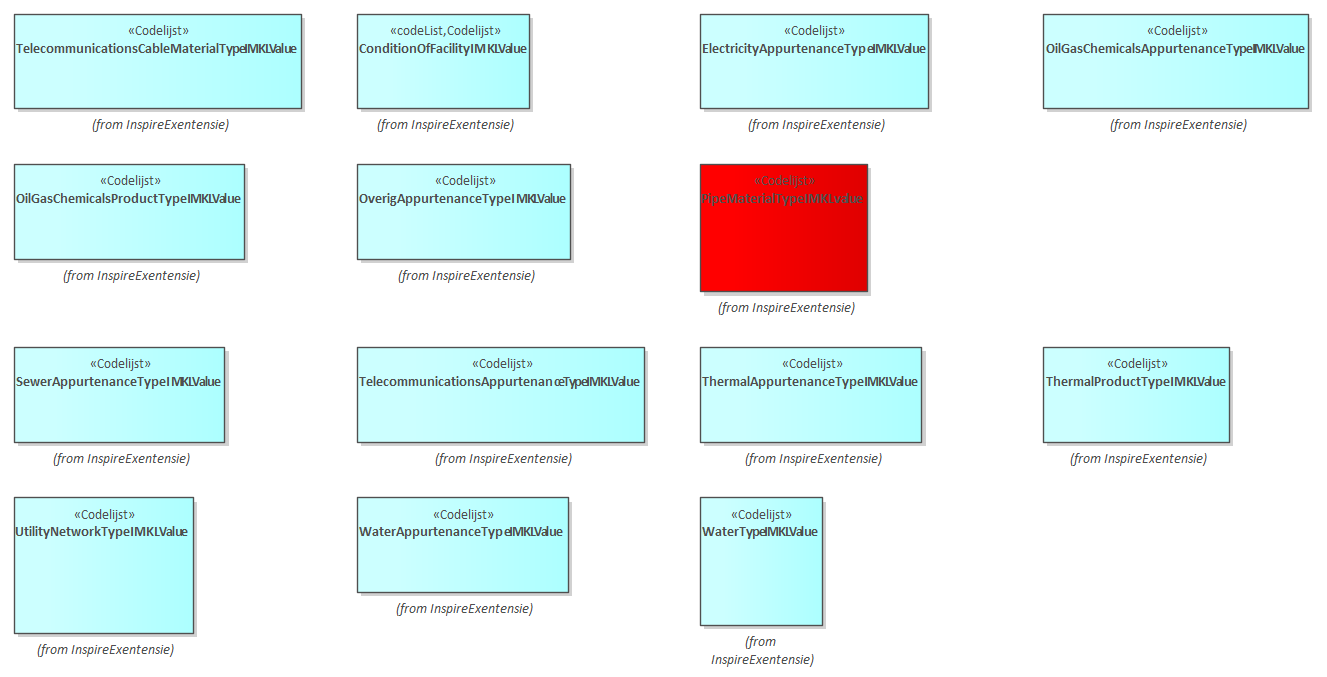 «Codelijst»
TelecommunicationsCableMaterialTypeIMKLValue
(from InspireExentensie)
«codeList,Codelijst»
ConditionOfFacilityIMKLValue
(from InspireExentensie)
«Codelijst»
ElectricityAppurtenanceTypeIMKLValue
(from InspireExentensie)
«Codelijst»
OilGasChemicalsAppurtenanceTypeIMKLValue
(from InspireExentensie)
«Codelijst»
OilGasChemicalsProductTypeIMKLValue
(from InspireExentensie)
«Codelijst»
OverigAppurtenanceTypeIMKLValue
(from InspireExentensie)
«Codelijst»
PipeMaterialTypeIMKLValue
(from InspireExentensie)
«Codelijst»
SewerAppurtenanceTypeIMKLValue
(from InspireExentensie)
«Codelijst»
TelecommunicationsAppurtenanceTypeIMKLValue
(from InspireExentensie)
«Codelijst»
ThermalAppurtenanceTypeIMKLValue
(from InspireExentensie)
«Codelijst»
ThermalProductTypeIMKLValue
(from InspireExentensie)
«Codelijst»
UtilityNetworkTypeIMKLValue
(from InspireExentensie)
«Codelijst»
WaterAppurtenanceTypeIMKLValue
(from InspireExentensie)
«Codelijst»
WaterTypeIMKLValue
(from
InspireExentensie)